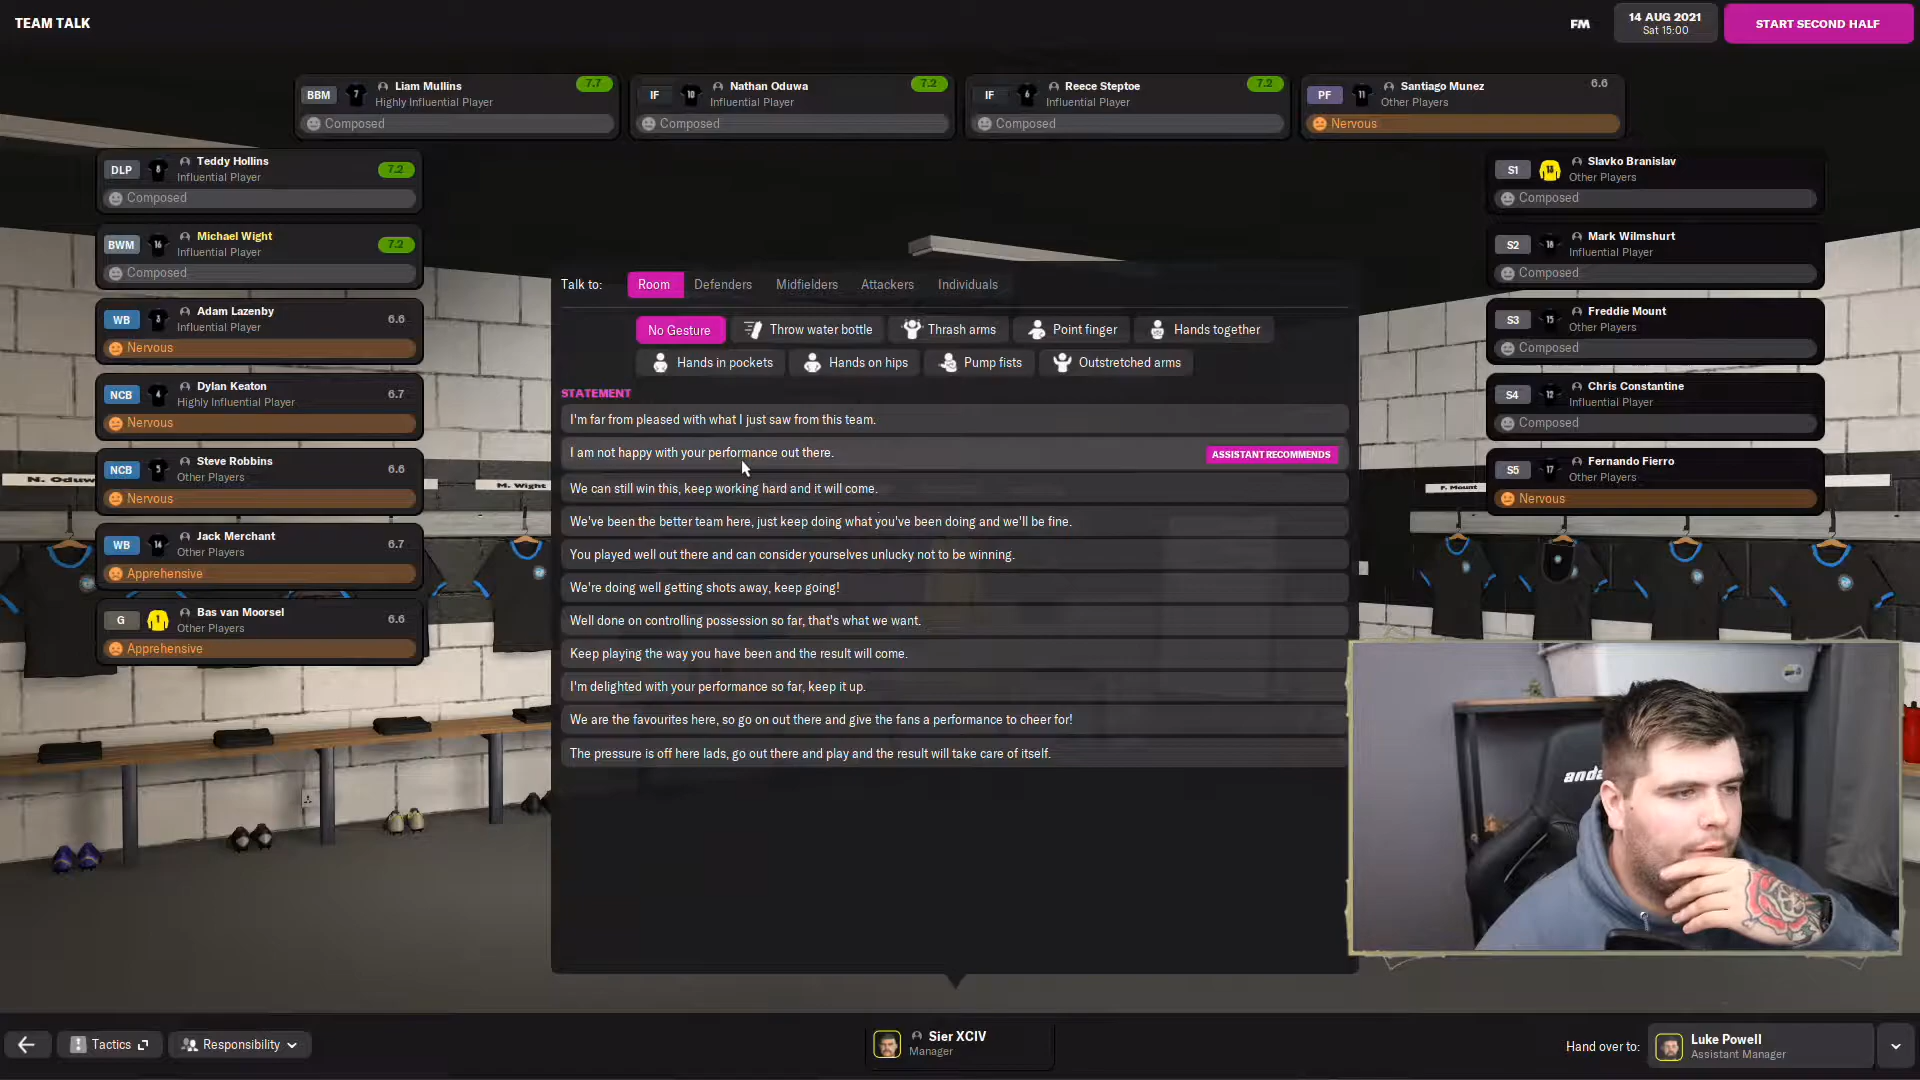 TEAM TALK
FM
14 AUG 2021
Sat 15:00
START SECOND HALF
BBM 7 Liam Mullins 7.7
Highly Influential Player
Composed
IF 10 Nathan Oduwa 7.2
Influential Player
Composed
IF 6 Reece Steptoe 7.2
Influential Player
Composed
PF 11 Santiago Munez 6.6
Other Players
Nervous
DLP 8 Teddy Hollins 7.2
Influential Player
Composed
BWM 16 Michael Wight 7.2
Influential Player
Composed
WB 3 Adam Lazenby 6.6
Influential Player
Nervous
NCB 4 Dylan Keaton 6.7
Highly Influential Player
Nervous
NCB 5 Steve Robbins 6.6
Other Players
Nervous
WB 14 Jack Merchant 6.7
Other Players
Apprehensive
G 1 Bas van Moorsel 6.6
Other Players
Apprehensive
S1 13 Slavko Branislav
Other Players
Composed
S2 18 Mark Wilmshurt
Influential Player
Composed
S3 15 Freddie Mount
Other Players
Composed
S4 12 Chris Constantine
Influential Player
Composed
S5 17 Fernando Fierro
Other Players
Nervous
N. Oduw
M. Wight
F. Mount
Talk to: Room Defenders Midfielders Attackers Individuals
No Gesture Throw water bottle Thrash arms Point finger Hands together
Hands in pockets Hands on hips Pump fists Outstretched arms
STATEMENT
I'm far from pleased with what I just saw from this team.
I am not happy with your performance out there. ASSISTANT RECOMMENDS
We can still win this, keep working hard and it will come.
We've been the better team here, just keep doing what you've been doing and we'll be fine.
You played well out there and can consider yourselves unlucky not to be winning.
We're doing well getting shots away, keep going!
Well done on controlling possession so far, that's what we want.
Keep playing the way you have been and the result will come.
I'm delighted with your performance so far, keep it up.
We are the favourites here, so go on out there and give the fans a performance to cheer for!
The pressure is off here lads, go out there and play and the result will take care of itself.
anda
Tactics
Responsibility
Sier XCIV
Manager
Hand over to:
Luke Powell
Assistant Manager